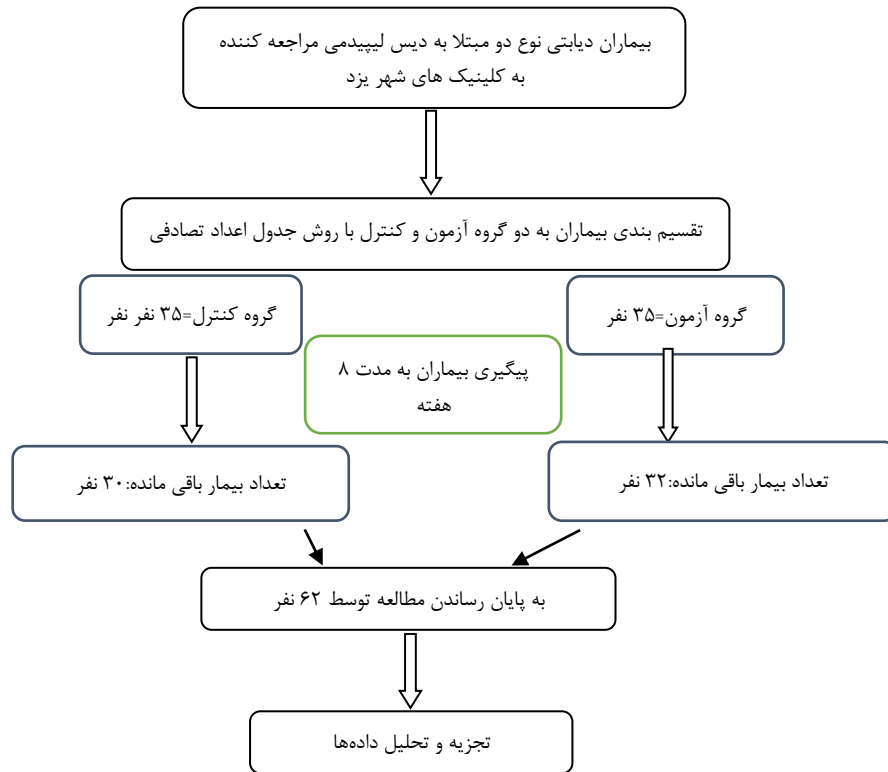 بیماران دیابتی نوع دو مبتلا به دیس لیپیدمی مراجعه کننده
به کلینیک های شهر یزد
تقسیم بندی بیماران به دو گروه آزمون و کنترل با روش جدول اعداد تصادفی
گروه آزمون=۳۵ نفر
گروه کنترل=۳۵ نفر نفر
پیگیری بیماران به مدت ۸
هفته
تعداد بیمار باقی مانده:۳۲ نفر
تعداد بیمار باقی مانده:۳۰ نفر
به پایان رساندن مطالعه توسط ۶۲ نفر
تجزیه و تحلیل داده‌ها